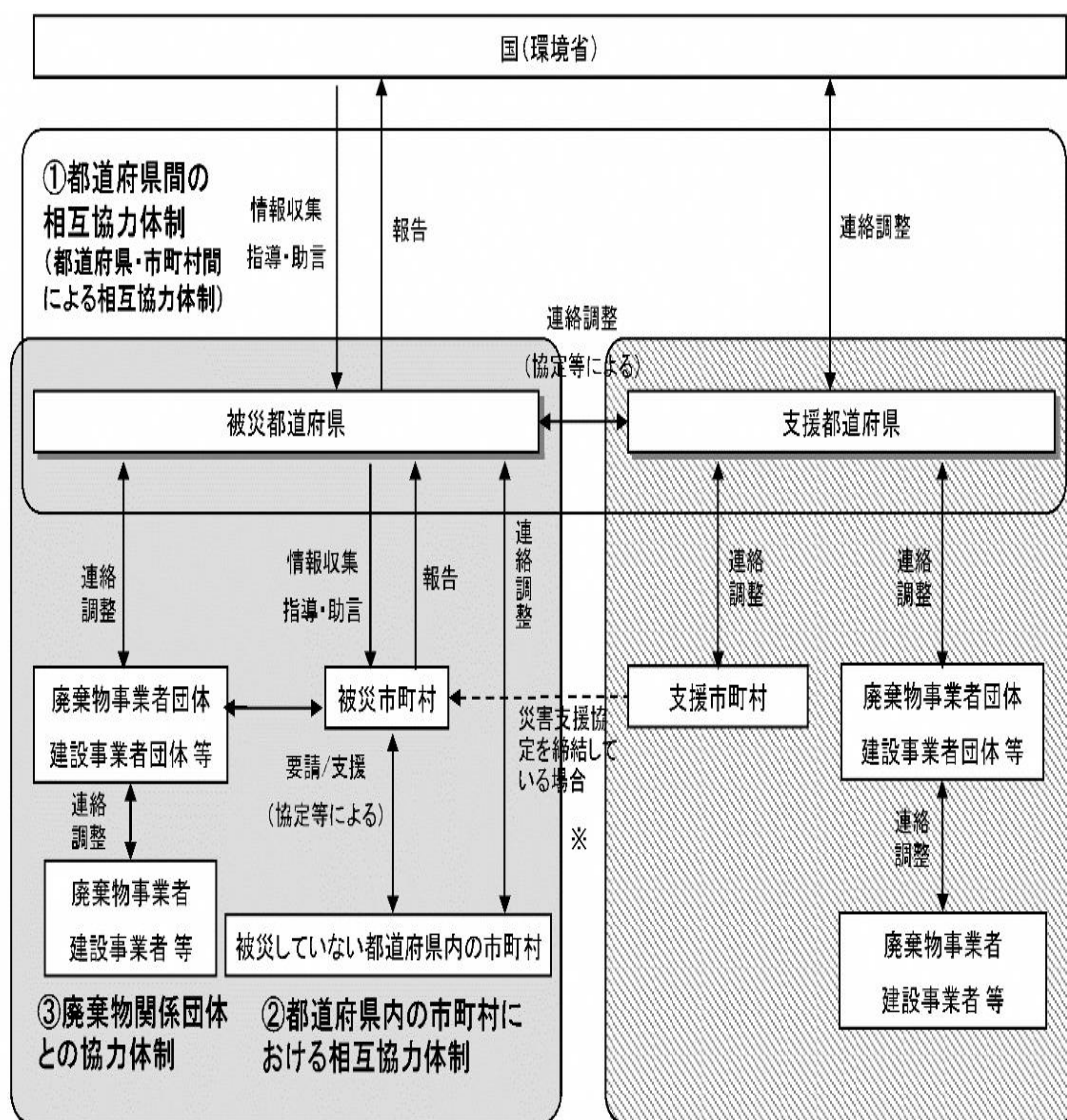 国(環境省)
①都道府県間の
相互協力体制
(都道府県・市町村間
による相互協力体制)
情報収集
指導・助言
報告
連絡調整
連絡調整
(協定等による)
被災都道府県
支援都道府県
連絡
調整
情報収集
指導・助言
報告
連絡調整
連絡
調整
連絡
調整
廃棄物事業者団体
建設事業者団体 等
被災市町村
支援市町村
廃棄物事業者団体
建設事業者団体 等
災害支援協
定を締結して
いる場合
※
要請/支援
(協定等による)
連絡
調整
連絡
調整
廃棄物事業者
建設事業者 等
被災していない都道府県内の市町村
廃棄物事業者
建設事業者 等
③廃棄物関係団体
との協力体制
②都道府県内の市町村に
おける相互協力体制